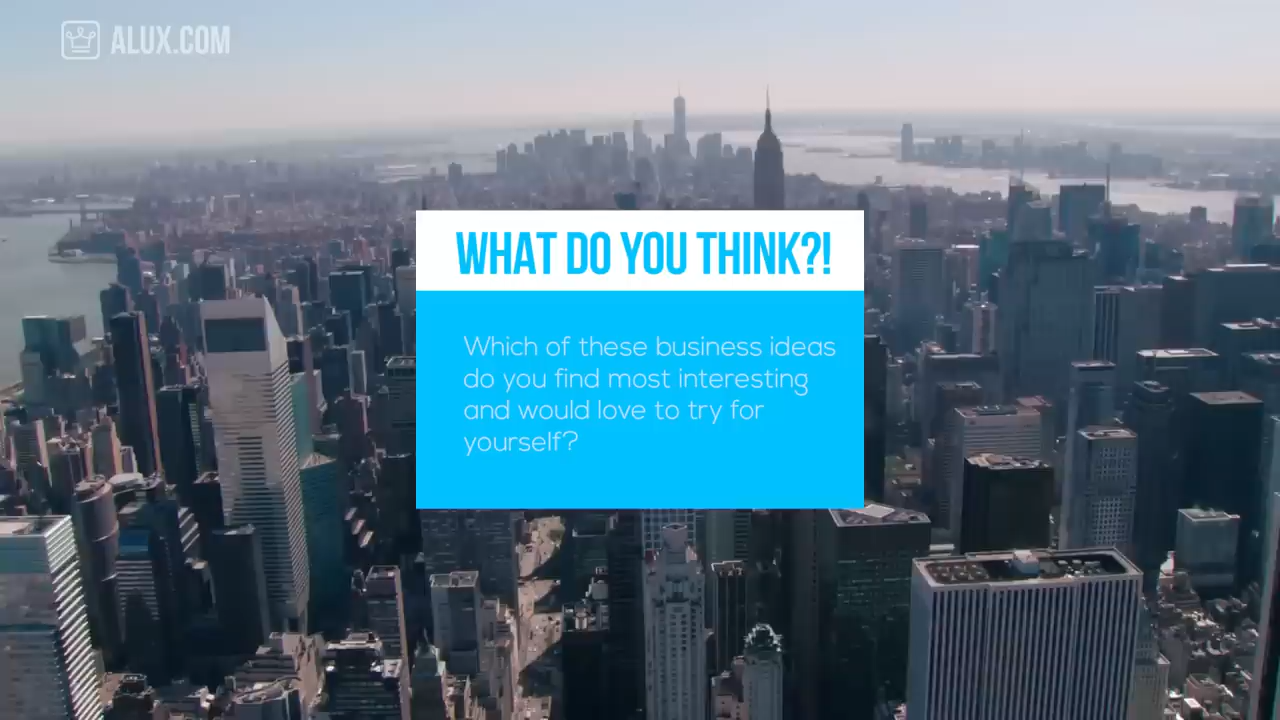 ALUX.COM
WHAT DO YOU THINK?!
Which of these business ideas
do you find most interesting
and would love to try for
yourself?